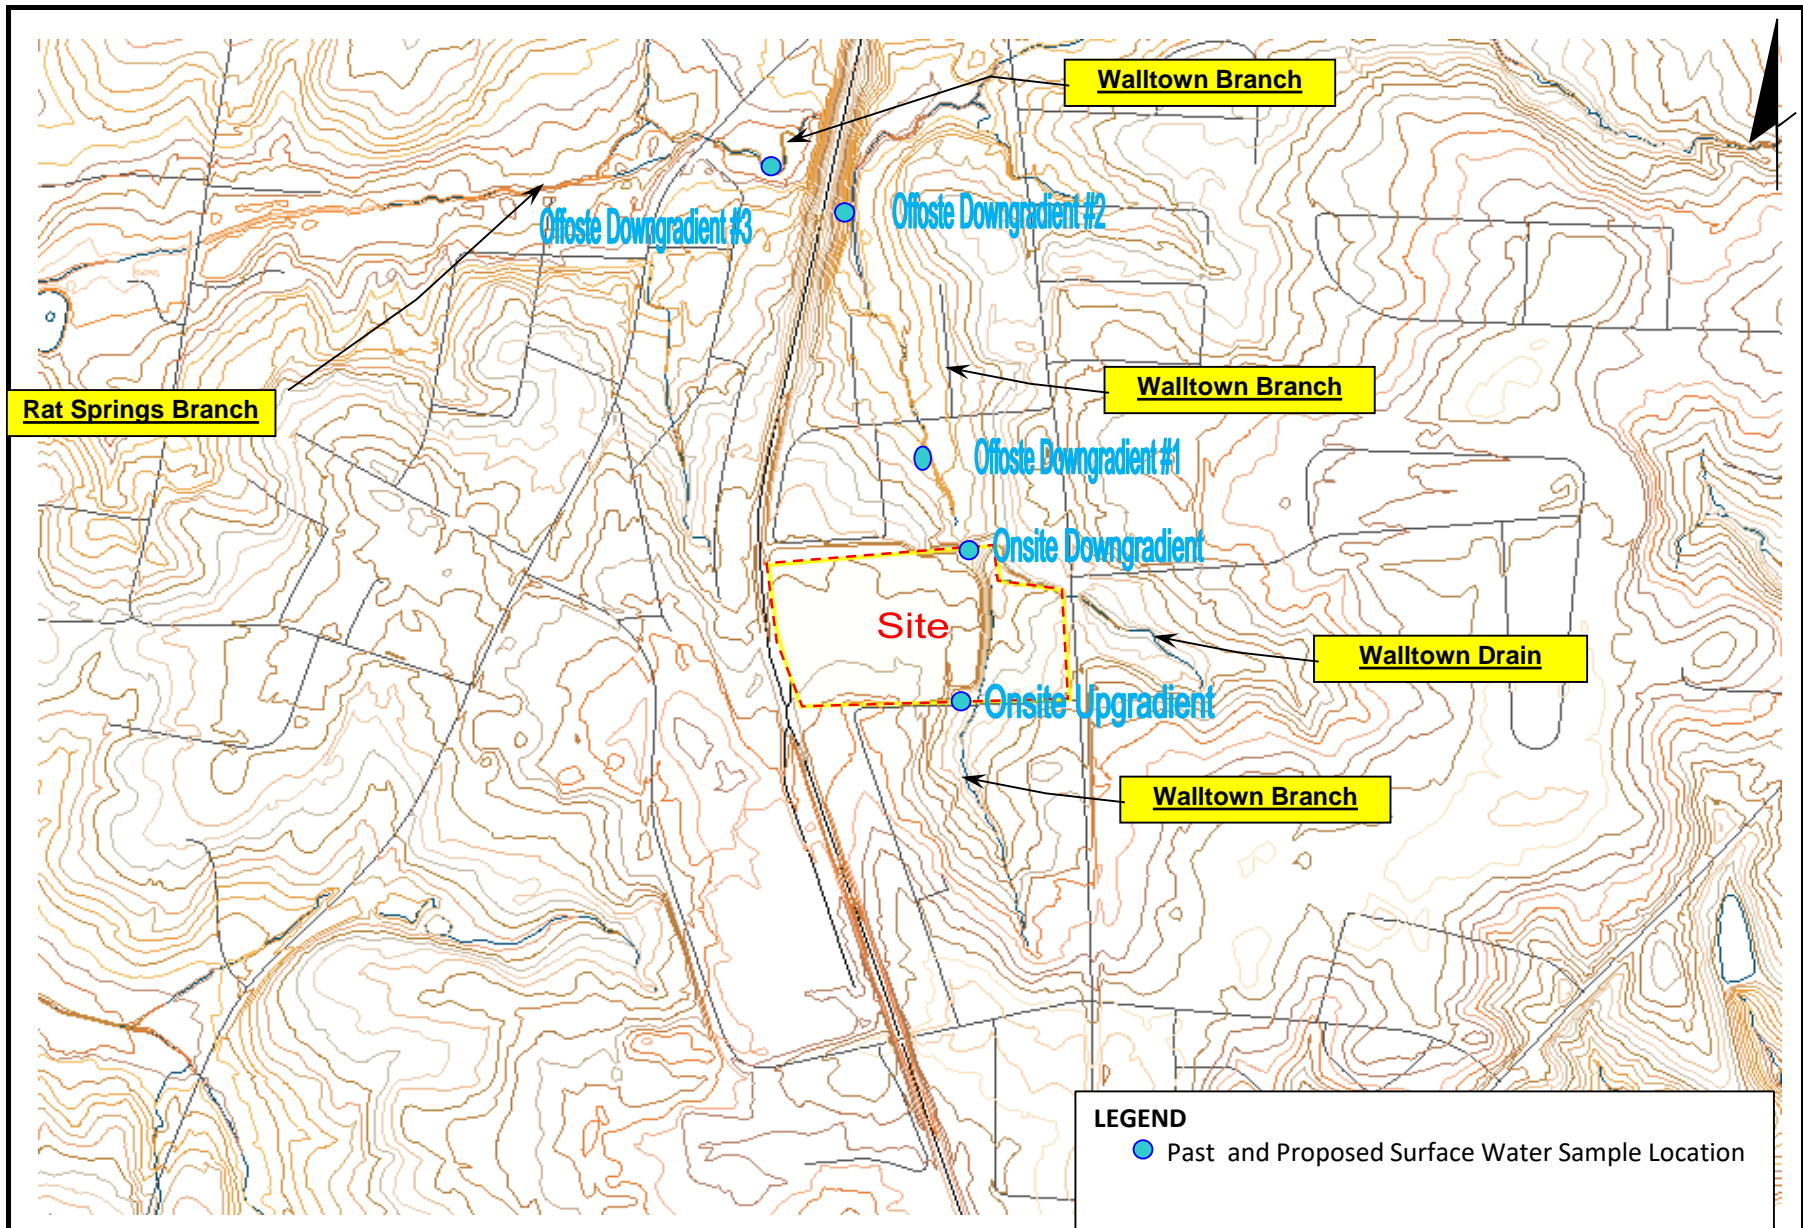 Walltown Branch
Offoste Downgradient #3
Offoste Downgradient #2
Walltown Branch
Rat Springs Branch
Offoste Downgradient #1
Onsite Downgradient
Site
Walltown Drain
Onsite Upgradient
Walltown Branch
LEGEND
Past and Proposed Surface Water Sample Location